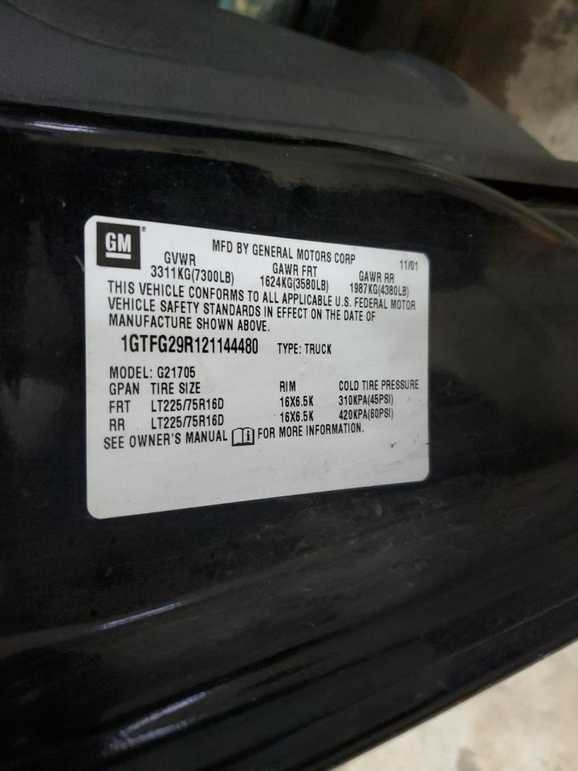 GM ®
MFD BY GENERAL MOTORS CORP 11/01
GVWR GAWR FRT GAWR RR
3311KG(7300LB) 1624KG(3580LB) 1987KG(4380LB)
THIS VEHICLE CONFORMS TO ALL APPLICABLE U.S. FEDERAL MOTOR
VEHICLE SAFETY STANDARDS IN EFFECT ON THE DATE OF
MANUFACTURE SHOWN ABOVE.
1GTFG29R121144480 TYPE: TRUCK
MODEL: G21705
GPAN TIRE SIZE RIM COLD TIRE PRESSURE
FRT LT225/75R16D 16X6.5K 310KPA(45PSI)
RR LT225/75R16D 16X6.5K 420KPA(60PSI)
SEE OWNER'S MANUAL i FOR MORE INFORMATION.